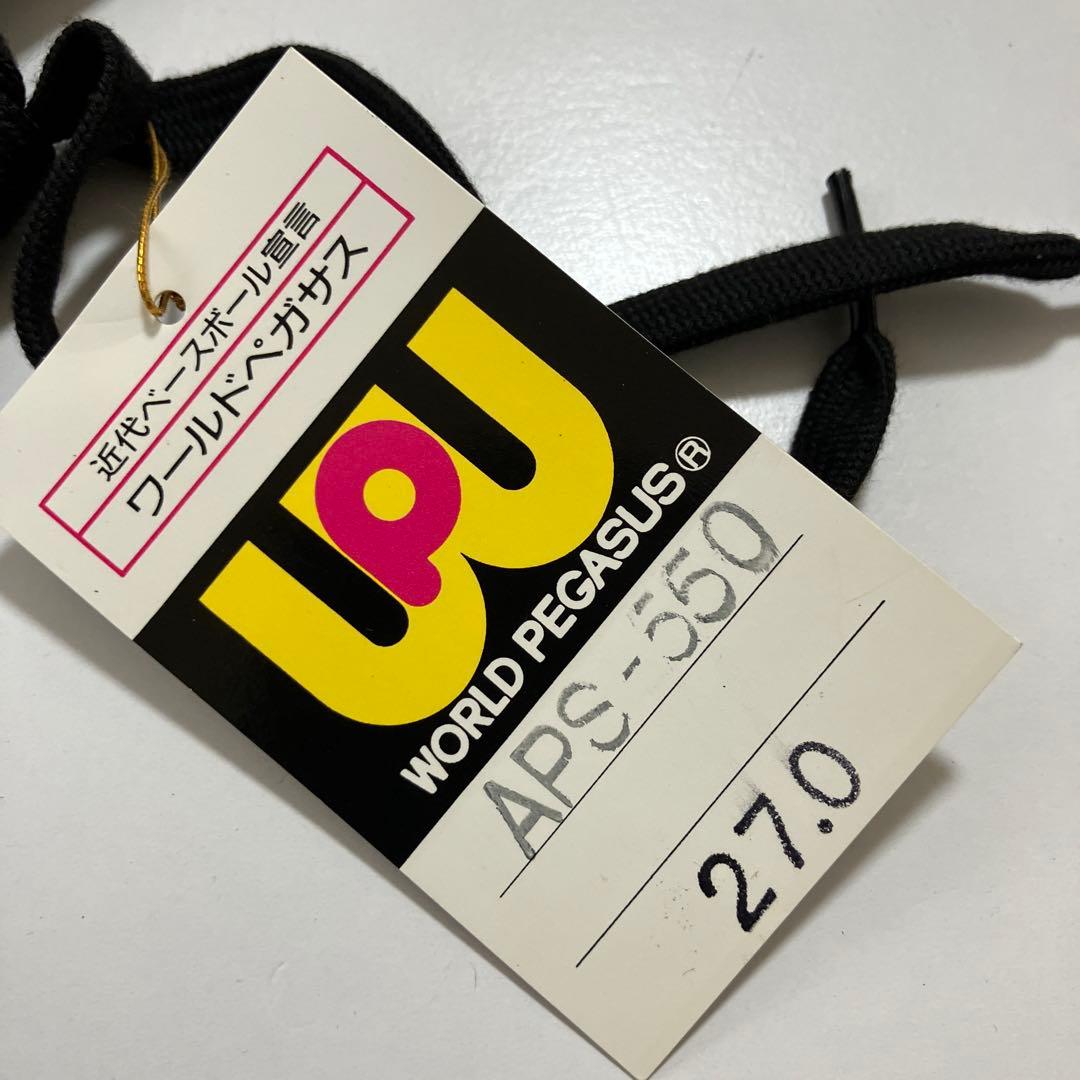 近代ベースボール宣言
ワールドペガサス
WP
WORLD PEGASUS®
APS-550
27.0